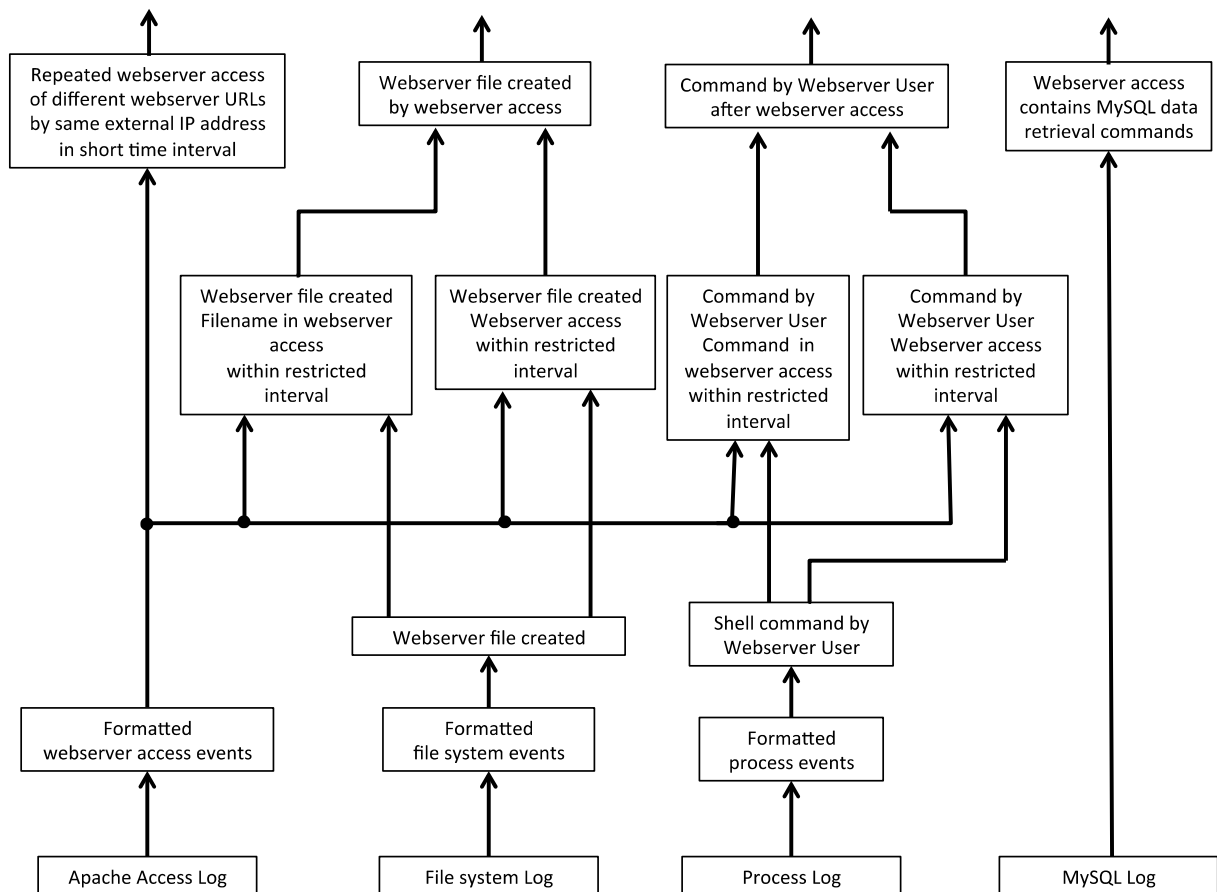 Repeated webserver access
of different webserver URLs
by same external IP address
in short time interval
Webserver file created
by webserver access
Command by Webserver User
after webserver access
Webserver access
contains MySQL data
retrieval commands
Webserver file created
Filename in webserver
access
within restricted
interval
Webserver file created
Webserver access
within restricted
interval
Command by
Webserver User
Command in
webserver access
within restricted
interval
Command by
Webserver User
Webserver access
within restricted
interval
Webserver file created
Shell command by
Webserver User
Formatted
webserver access events
Formatted
file system events
Formatted
process events
Apache Access Log
File system Log
Process Log
MySQL Log